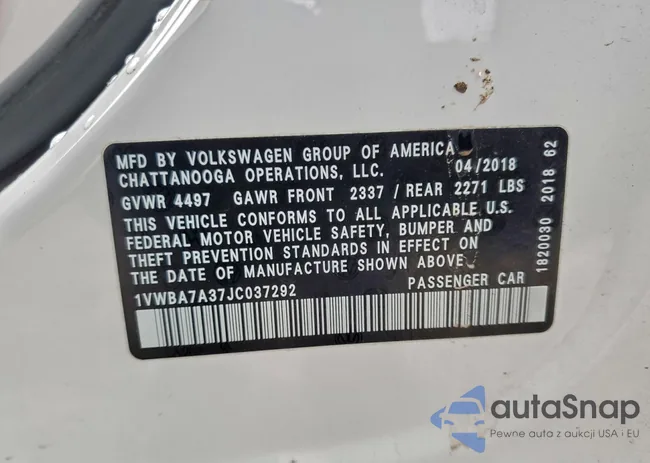 MFD BY VOLKSWAGEN GROUP OF AMERICA
CHATTANOOGA OPERATIONS, LLC. 04/2018
GVWR 4497 GAWR FRONT 2337 / REAR 2271 LBS
THIS VEHICLE CONFORMS TO ALL APPLICABLE U.S.
FEDERAL MOTOR VEHICLE SAFETY, BUMPER AND
THEFT PREVENTION STANDARDS IN EFFECT ON
THE DATE OF MANUFACTURE SHOWN ABOVE.
1VWBA7A37JC037292 PASSENGER CAR
1820030 2018 62
autaSnap
Pewne auta z aukcji USA i EU